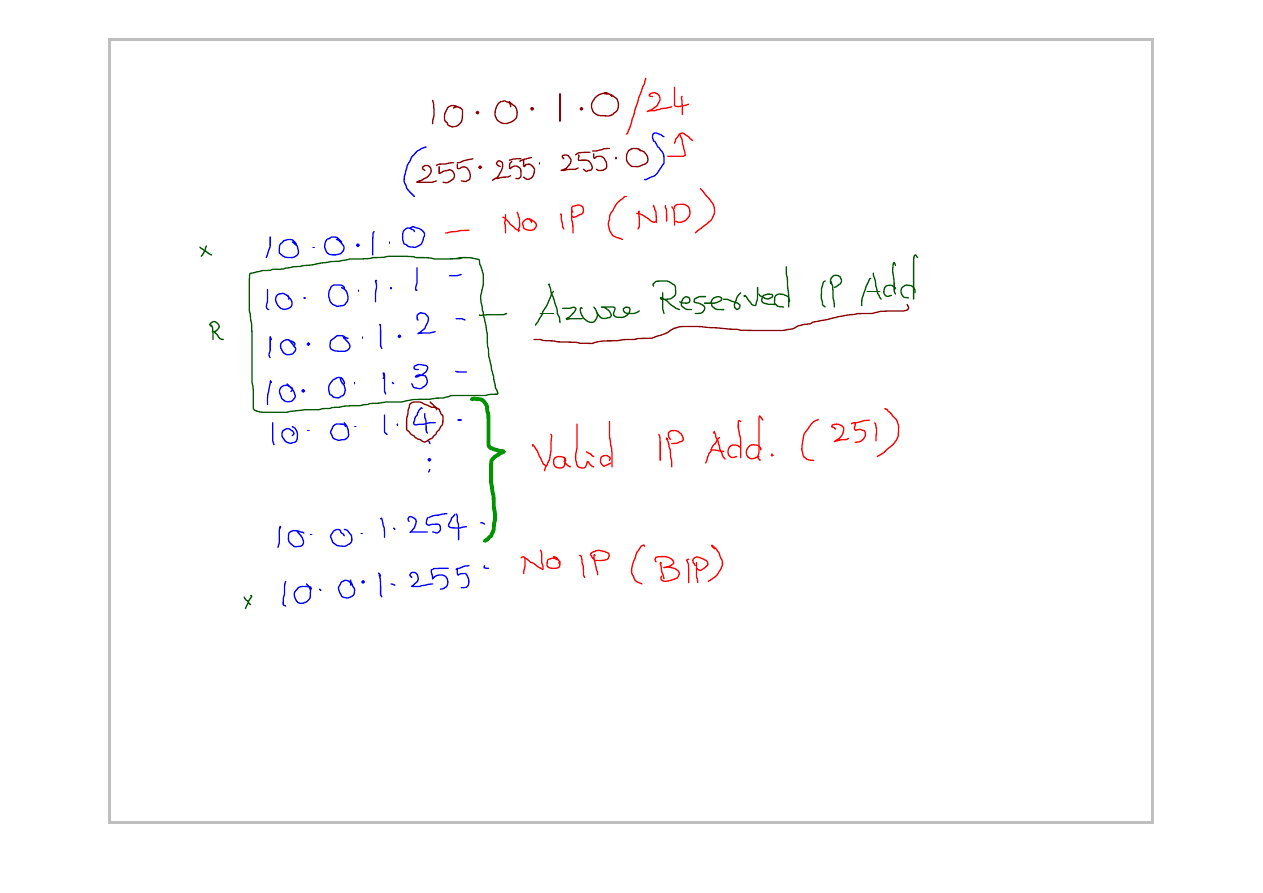 10.0.1.0/24
(255.255.255.0)
x 10.0.1.0 – No IP (NID)
10.0.1.1 –
R 10.0.1.2 – – Azure Reserved IP Add
10.0.1.3 –
10.0.1.4 .
:
Valid IP Add. (251)
10.0.1.254 .
x 10.0.1.255 . No IP (BIP)